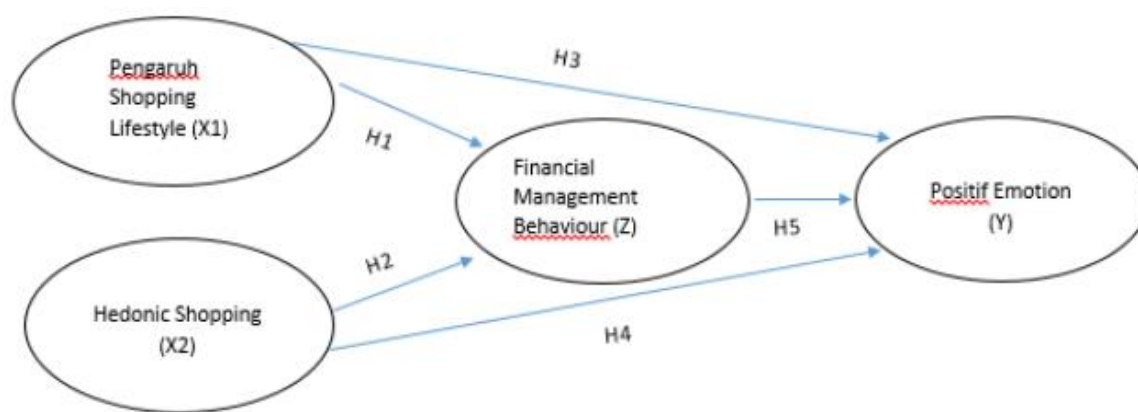 Pengaruh
Shopping
Lifestyle (X1)
H3
H1
Financial
Management
Behaviour (Z)
Positif Emotion
(Y)
H5
H2
Hedonic Shopping
(X2)
H4